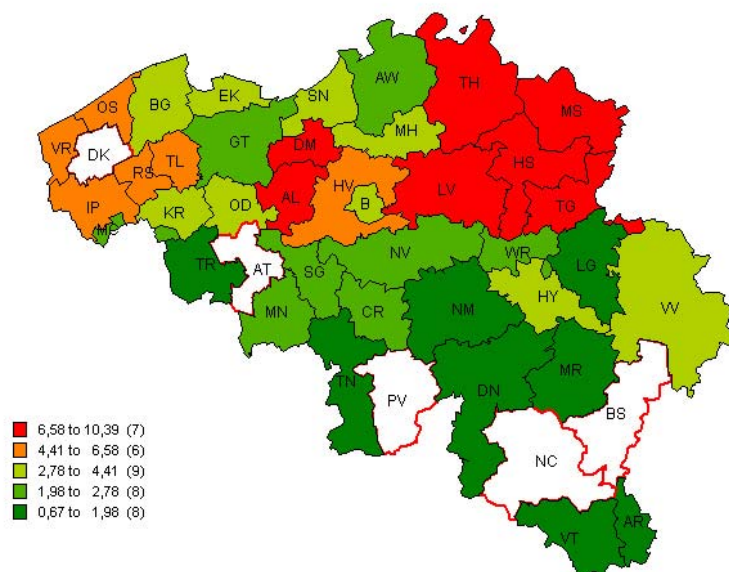 TH
AW
MS
OS
BG
EK
SN
MH
VR
DK
GT
DM
HS
RS
TL
HV
LV
IP
AL
B
TG
KR
OD
TR
AT
SG
NV
WR
LG
MN
CR
NM
HY
VV
TN
PV
DN
MR
BS
NC
VT
AR
6,58 to 10,39 (7)
4,41 to 6,58 (6)
2,78 to 4,41 (9)
1,98 to 2,78 (8)
0,67 to 1,98 (8)